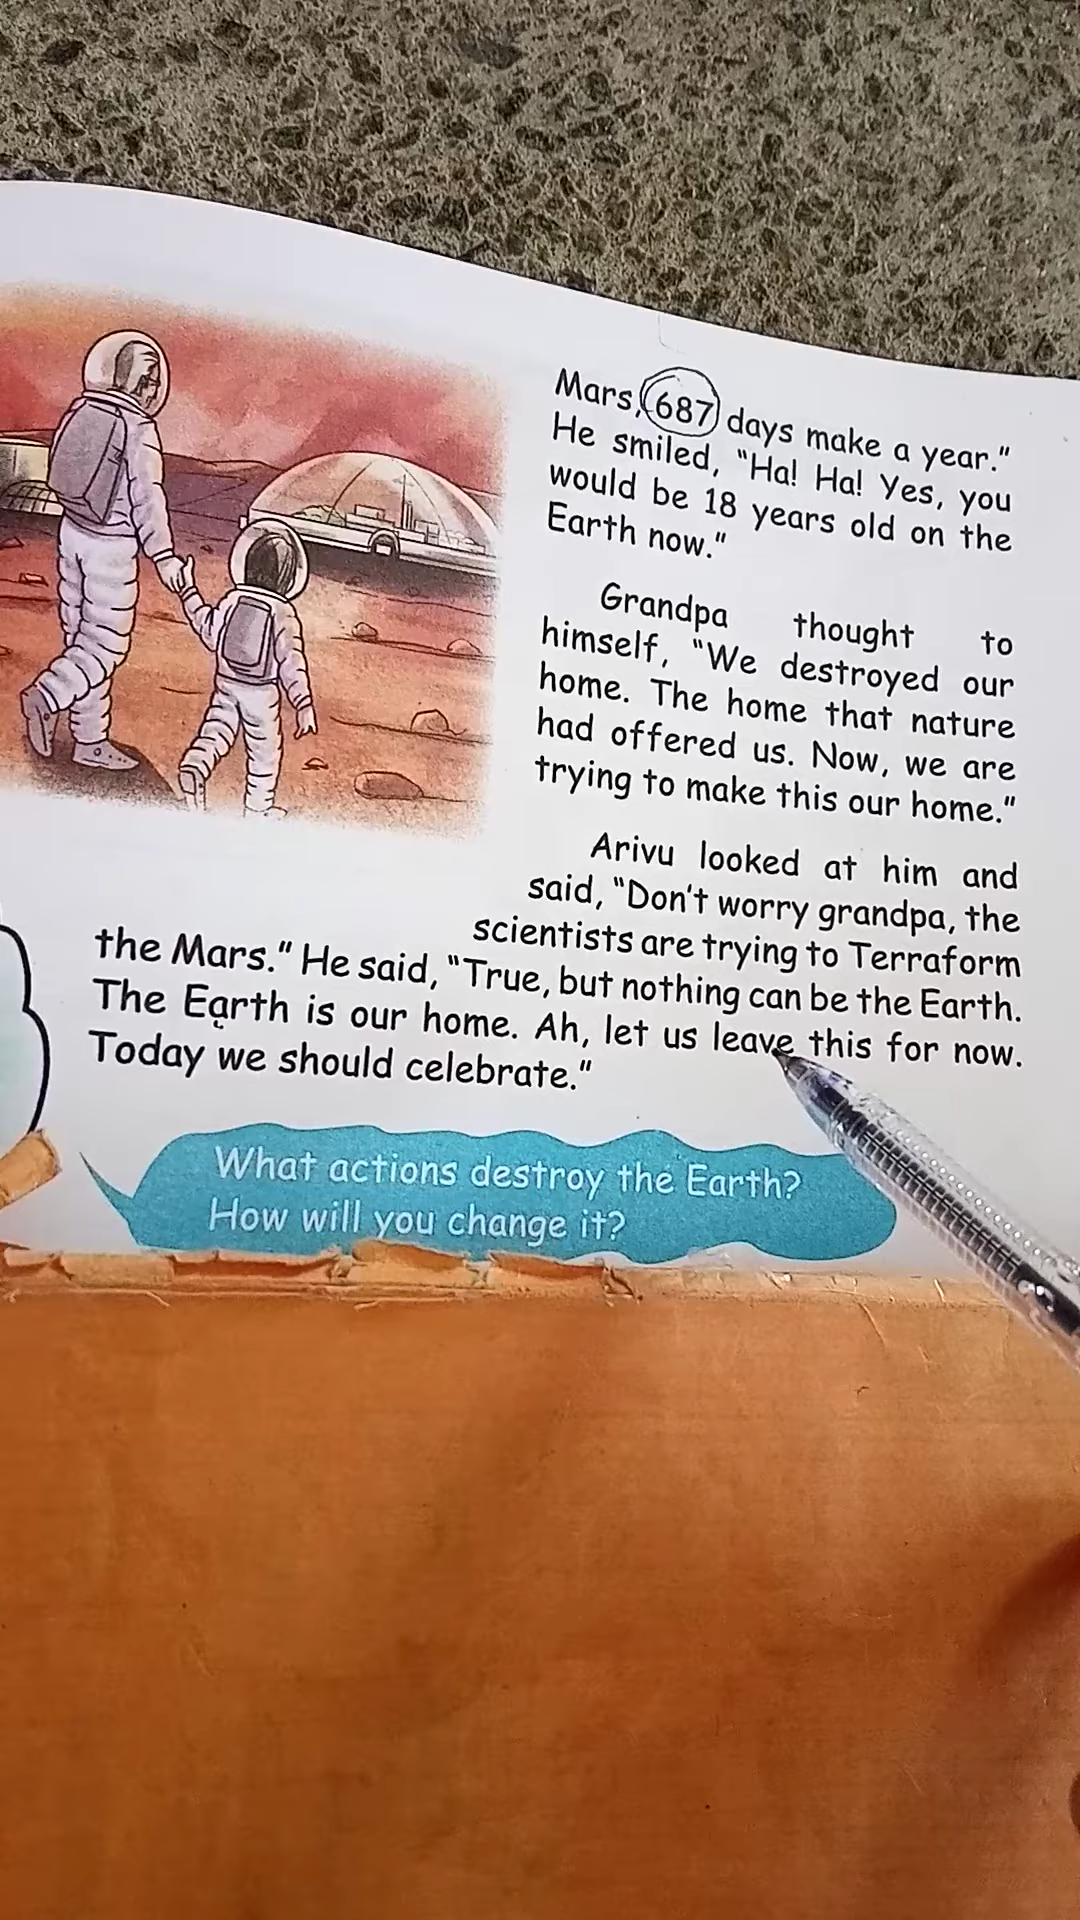 Mars, 687 days make a year."
He smiled, "Ha! Ha! Yes, you
would be 18 years old on the
Earth now."
Grandpa thought to
himself, "We destroyed our
home. The home that nature
had offered us. Now, we are
trying to make this our home."
Arivu looked at him and
said, "Don't worry grandpa, the
scientists are trying to Terraform
the Mars." He said, "True, but nothing can be the Earth.
The Earth is our home. Ah, let us leave this for now.
Today we should celebrate."
What actions destroy the Earth?
How will you change it?